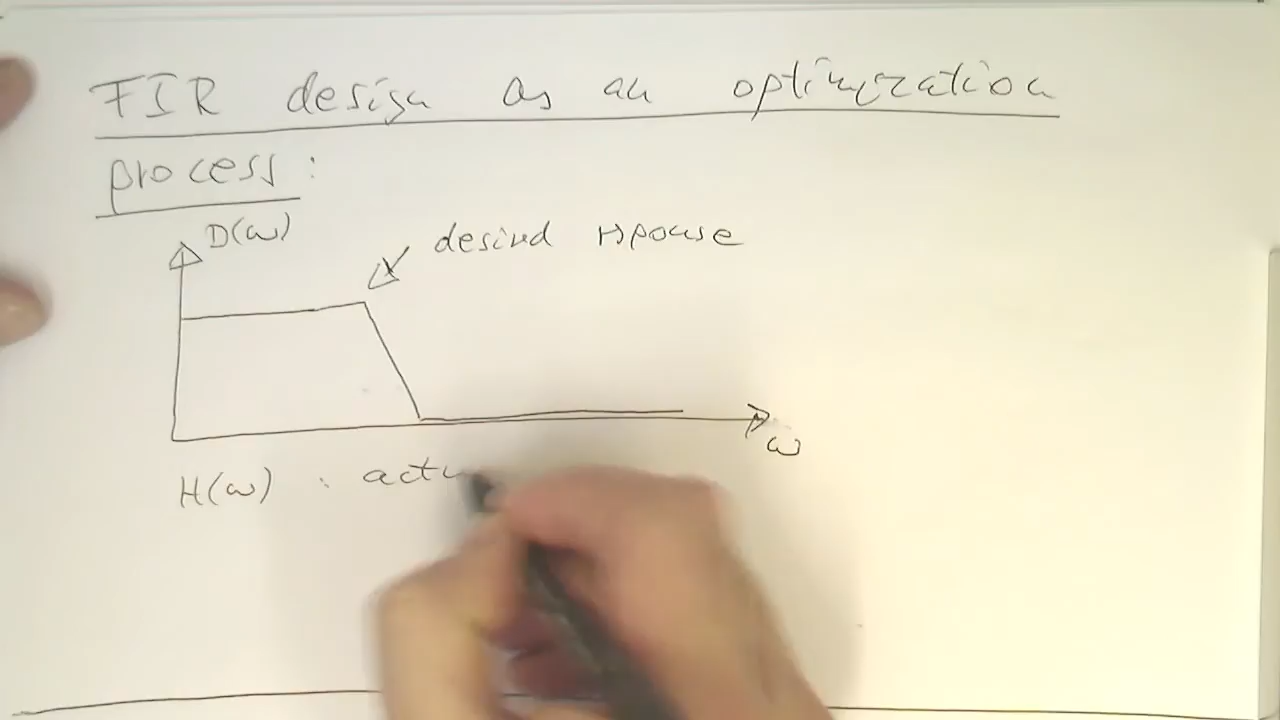 FIR design as an optimization
process :
D(ω)
desired response
ω
H(ω) : actu